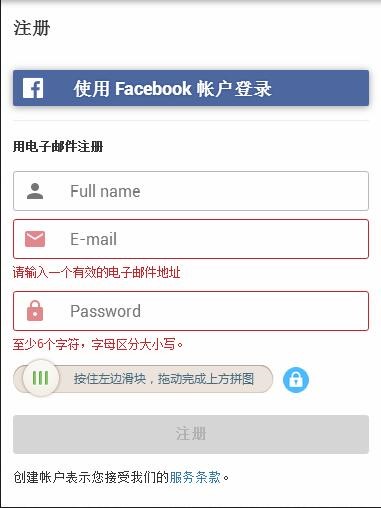 注册
使用 Facebook 帐户登录
用电子邮件注册
Full name
E-mail
请输入一个有效的电子邮件地址
Password
至少6个字符，字母区分大小写。
按住左边滑块，拖动完成上方拼图
注册
创建帐户表示您接受我们的服务条款。